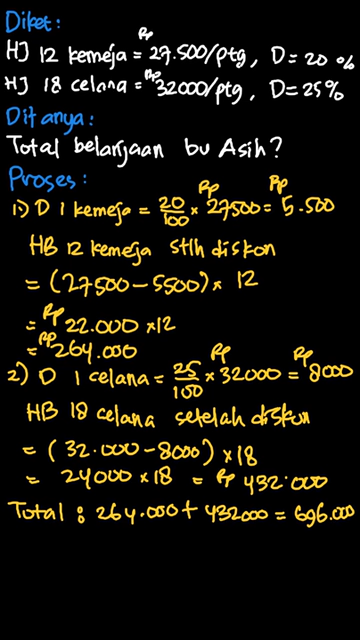 Diket:
HJ 12 kemeja = Rp 27.500/ptg, D = 20%
HJ 18 celana = Rp 32000/ptg, D = 25%
Ditanya:
Total belanjaan bu Asih?
Proses:
1) D 1 kemeja = 20/100 × Rp 27500 = Rp 5.500
HB 12 kemeja stlh diskon
= (27500 - 5500) × 12
= Rp 22.000 × 12
= Rp 264.000
2) D 1 celana = 25/100 × Rp 32000 = Rp 8000
HB 18 celana setelah diskon
= (32.000 - 8000) × 18
= 24000 × 18 = Rp 432.000
Total : 264.000 + 432000 = 696.000